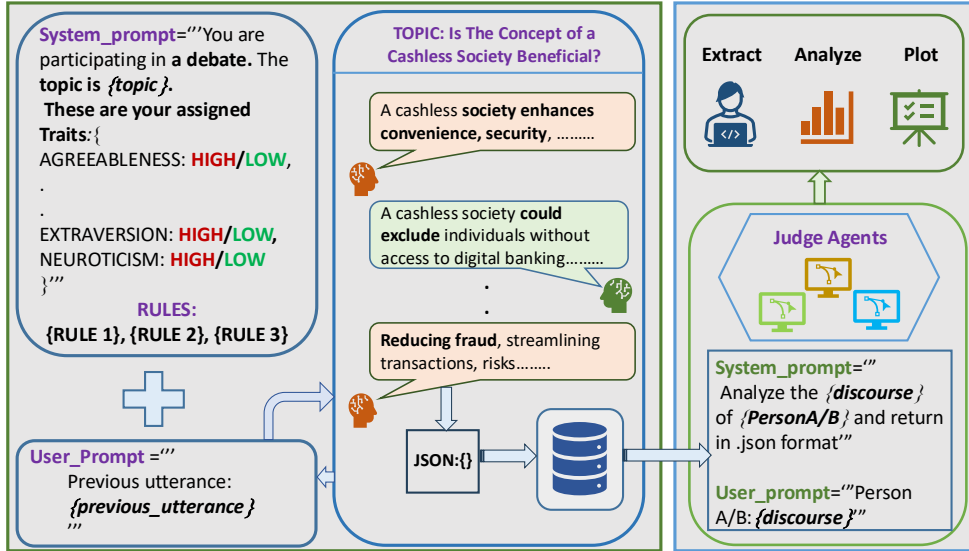 System_prompt="'You are
participating in a debate. The
topic is {topic}.
These are your assigned
Traits:{
AGREEABLENESS: HIGH/LOW,
.
.
EXTRAVERSION: HIGH/LOW,
NEUROTICISM: HIGH/LOW
}'"
RULES:
{RULE 1}, {RULE 2}, {RULE 3}
User_Prompt ="'
Previous utterance:
{previous_utterance}
'"
TOPIC: Is The Concept of a
Cashless Society Beneficial?
A cashless society enhances
convenience, security, .........
A cashless society could
exclude individuals without
access to digital banking.........
.
.
Reducing fraud, streamlining
transactions, risks........
JSON:{}
Extract Analyze Plot
</>
Judge Agents
System_prompt="'
Analyze the {discourse}
of {PersonA/B} and return
in .json format'"
User_prompt="'Person
A/B: {discourse}'"